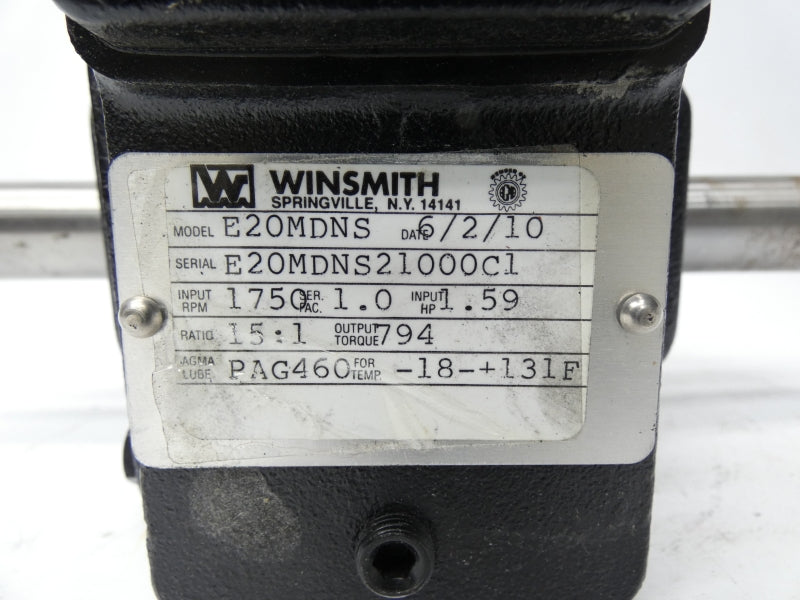 W WINSMITH
SPRINGVILLE, N.Y. 14141
MODEL E20MDNS DATE 6/2/10
SERIAL E20MDNS21000C1
INPUT RPM 1750 SER. FAC. 1.0 INPUT HP 1.59
RATIO 15:1 OUTPUT TORQUE 794
AGMA LUBE PAG460 FOR TEMP. -18-+131F